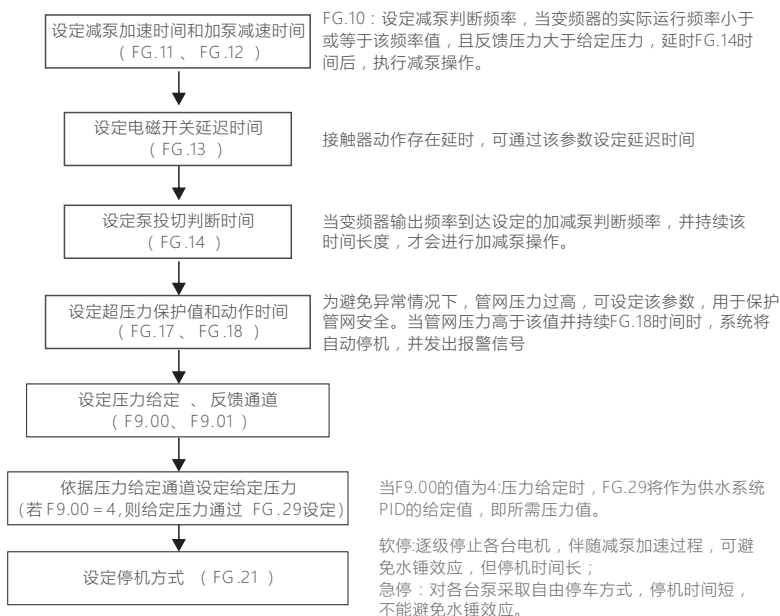 设定减泵加速时间和加泵减速时间
（ FG.11 、 FG.12 ）
FG.10：设定减泵判断频率，当变频器的实际运行频率小于
或等于该频率值，且反馈压力大于给定压力，延时FG.14时
间后，执行减泵操作。
设定电磁开关延迟时间
（ FG.13 ）
接触器动作存在延时，可通过该参数设定延迟时间
设定泵投切判断时间
（ FG.14 ）
当变频器输出频率到达设定的加减泵判断频率，并持续该
时间长度，才会进行加减泵操作。
设定超压力保护值和动作时间
（ FG.17 、 FG.18 ）
为避免异常情况下，管网压力过高，可设定该参数，用于保护
管网安全。当管网压力高于该值并持续FG.18时间时，系统将
自动停机，并发出报警信号
设定压力给定 、 反馈通道
（ F9.00、 F9.01 ）
依据压力给定通道设定给定压力
（若 F9.00 = 4,则给定压力通过 FG.29设定）
当F9.00的值为4:压力给定时，FG.29将作为供水系统
PID的给定值，即所需压力值。
设定停机方式 （ FG.21 ）
软停:逐级停止各台电机，伴随减泵加速过程，可避
免水锤效应，但停机时间长；
急停：对各台泵采取自由停车方式，停机时间短，
不能避免水锤效应。